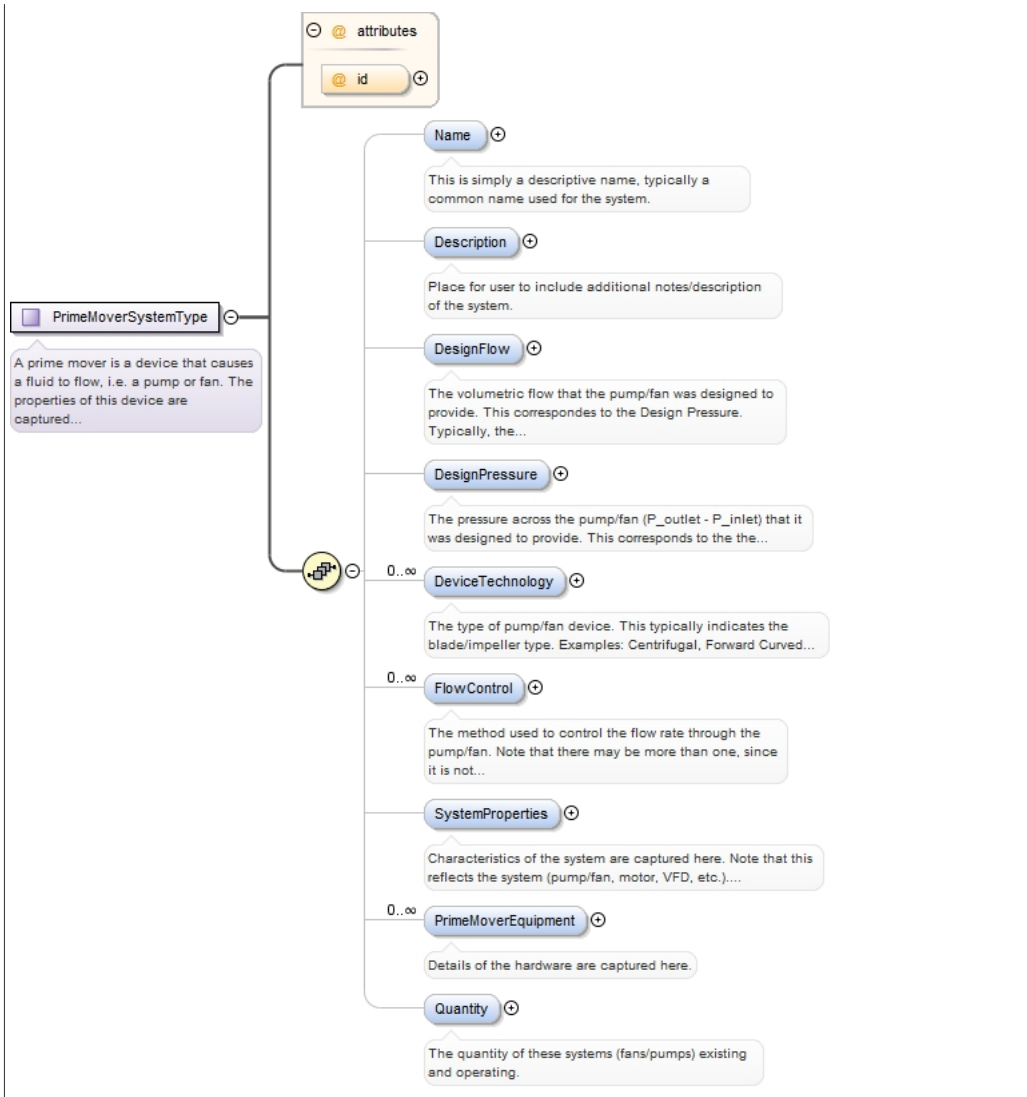 attributes
id
Name
This is simply a descriptive name, typically a
common name used for the system.
Description
Place for user to include additional notes/description
of the system.
PrimeMoverSystemType
A prime mover is a device that causes
a fluid to flow, i.e. a pump or fan. The
properties of this device are
captured...
DesignFlow
The volumetric flow that the pump/fan was designed to
provide. This correspondes to the Design Pressure.
Typically, the...
DesignPressure
The pressure across the pump/fan (P_outlet - P_inlet) that it
was designed to provide. This corresponds to the the...
0..∞
DeviceTechnology
The type of pump/fan device. This typically indicates the
blade/impeller type. Examples: Centrifugal, Forward Curved...
0..∞
FlowControl
The method used to control the flow rate through the
pump/fan. Note that there may be more than one, since
it is not...
SystemProperties
Characteristics of the system are captured here. Note that this
reflects the system (pump/fan, motor, VFD, etc.)....
0..∞
PrimeMoverEquipment
Details of the hardware are captured here.
Quantity
The quantity of these systems (fans/pumps) existing
and operating.